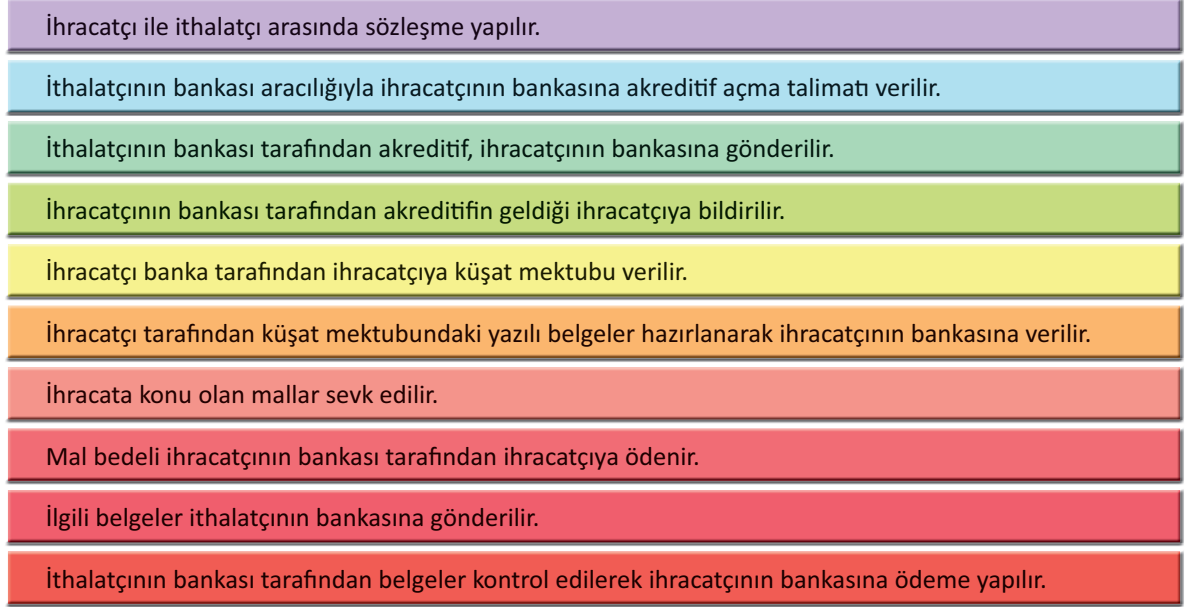 İhracatçı ile ithalatçı arasında sözleşme yapılır.
İthalatçının bankası aracılığıyla ihracatçının bankasına akreditif açma talimatı verilir.
İthalatçının bankası tarafından akreditif, ihracatçının bankasına gönderilir.
İhracatçının bankası tarafından akreditifin geldiği ihracatçıya bildirilir.
İhracatçı banka tarafından ihracatçıya küşat mektubu verilir.
İhracatçı tarafından küşat mektubundaki yazılı belgeler hazırlanarak ihracatçının bankasına verilir.
İhracata konu olan mallar sevk edilir.
Mal bedeli ihracatçının bankası tarafından ihracatçıya ödenir.
İlgili belgeler ithalatçının bankasına gönderilir.
İthalatçının bankası tarafından belgeler kontrol edilerek ihracatçının bankasına ödeme yapılır.